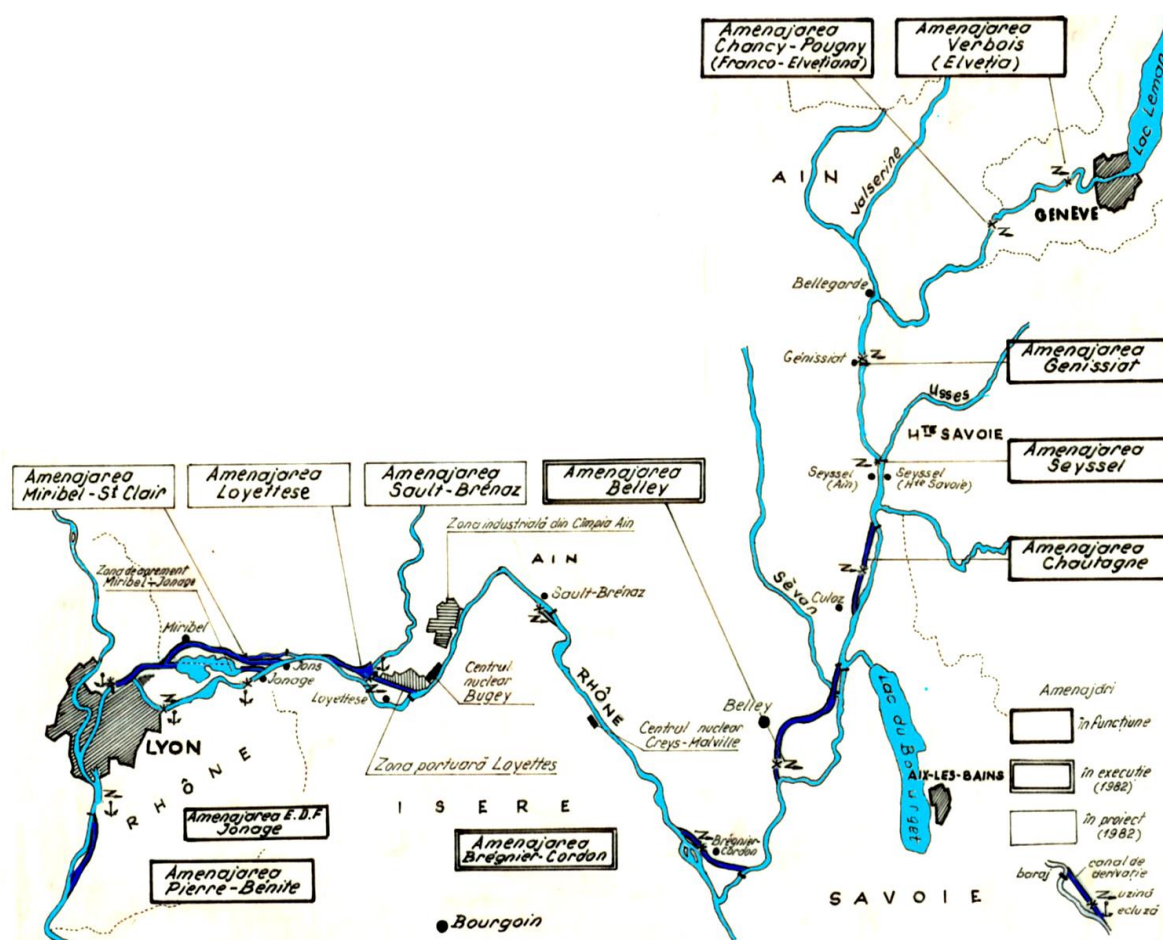 Amenajarea
Chancy-Pougny
(Franco-Elvețiană)
Amenajarea
Verbois
(Elveția)
Lac Leman
AIN
Valserine
GENÈVE
Bellegarde
Génissiat
Amenajarea
Genissiat
Usses
HTE SAVOIE
Amenajarea
Seyssel
Seyssel
(Ain)
Seyssel
(Hte Savoie)
Amenajarea
Miribel-St Clair
Amenajarea
Loyettese
Amenajarea
Sault-Brénaz
Amenajarea
Belley
Zona industrială din Cîmpia Ain
Amenajarea
Chautagne
AIN
Zona de agrement
Miribel-Jonage
Sault-Brénaz
Sèvan
Culoz
Miribel
Jons
Jonage
Loyettese
Centrul
nuclear
Bugey
RHÔNE
Belley
Lac du Bourget
Amenajări
în funcțiune
LYON
Centrul nuclear
Creys-Malville
Zona portuară Loyettes
AIX-LES-BAINS
în execuție
(1982)
RHÔNE
ISERE
Amenajarea E.D.F
Jonage
Amenajarea
Brégnier-Cordon
Brégnier-
Cordon
în proiect
(1982)
Amenajarea
Pierre-Bénite
SAVOIE
baraj
canal de
derivație
uzină
ecluză
Bourgoin